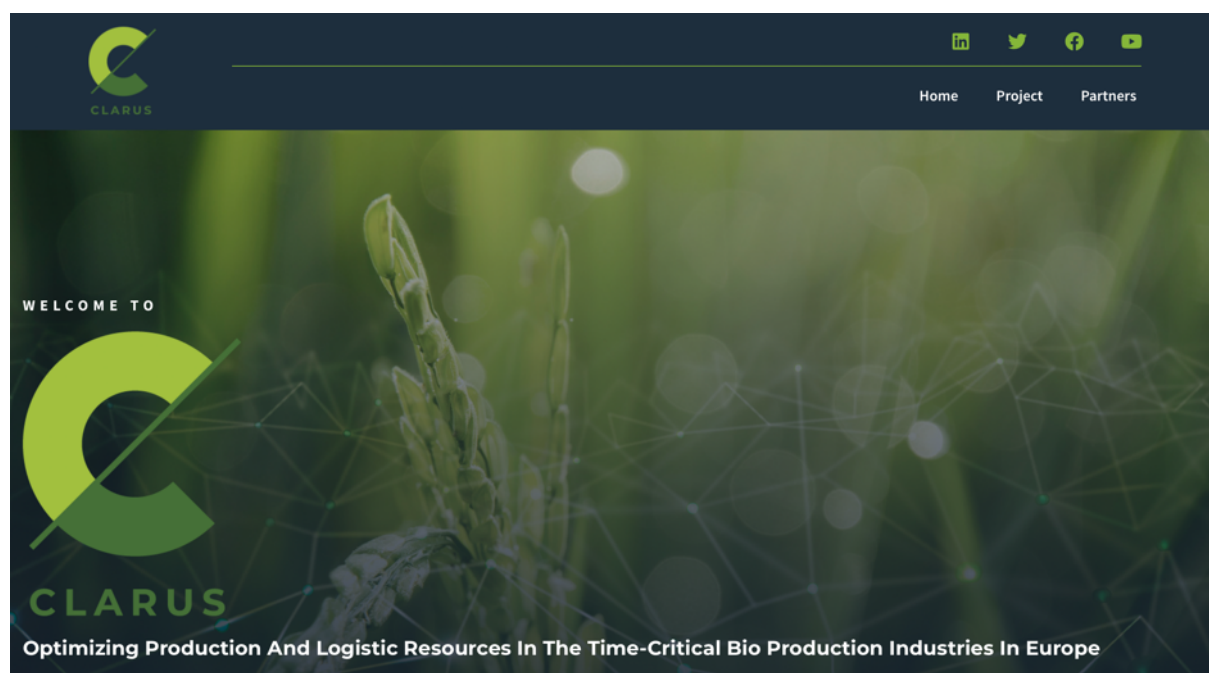 CLARUS
Home Project Partners
WELCOME TO
CLARUS
Optimizing Production And Logistic Resources In The Time-Critical Bio Production Industries In Europe